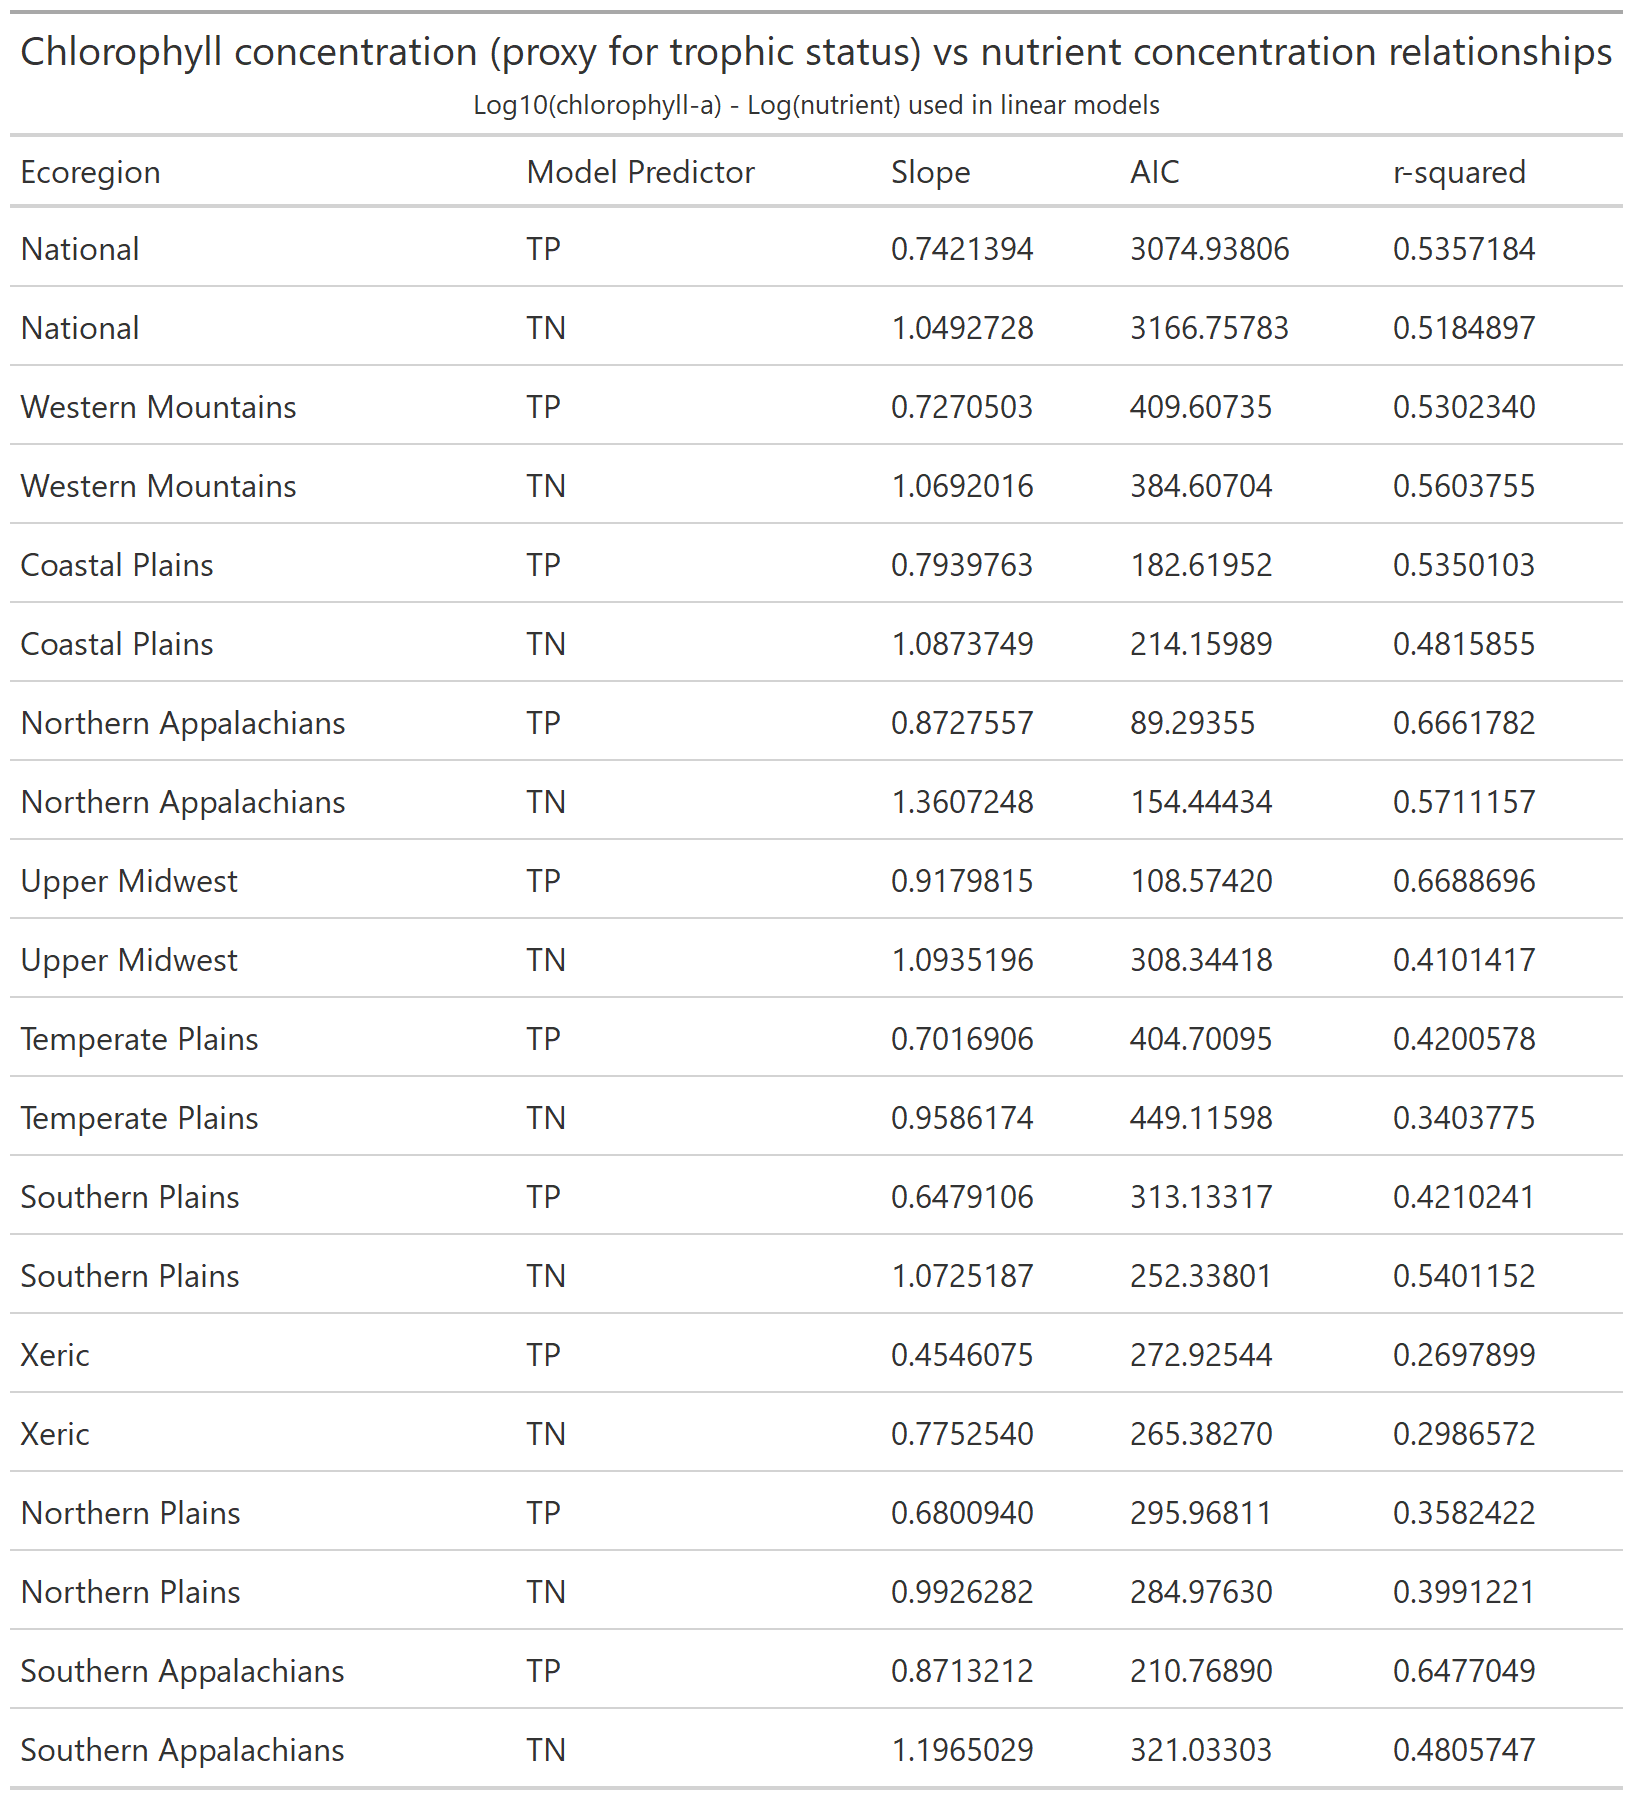 Chlorophyll concentration (proxy for trophic status) vs nutrient concentration relationships
Log10(chlorophyll-a) - Log(nutrient) used in linear models
Ecoregion Model Predictor Slope AIC r-squared
National TP 0.7421394 3074.93806 0.5357184
National TN 1.0492728 3166.75783 0.5184897
Western Mountains TP 0.7270503 409.60735 0.5302340
Western Mountains TN 1.0692016 384.60704 0.5603755
Coastal Plains TP 0.7939763 182.61952 0.5350103
Coastal Plains TN 1.0873749 214.15989 0.4815855
Northern Appalachians TP 0.8727557 89.29355 0.6661782
Northern Appalachians TN 1.3607248 154.44434 0.5711157
Upper Midwest TP 0.9179815 108.57420 0.6688696
Upper Midwest TN 1.0935196 308.34418 0.4101417
Temperate Plains TP 0.7016906 404.70095 0.4200578
Temperate Plains TN 0.9586174 449.11598 0.3403775
Southern Plains TP 0.6479106 313.13317 0.4210241
Southern Plains TN 1.0725187 252.33801 0.5401152
Xeric TP 0.4546075 272.92544 0.2697899
Xeric TN 0.7752540 265.38270 0.2986572
Northern Plains TP 0.6800940 295.96811 0.3582422
Northern Plains TN 0.9926282 284.97630 0.3991221
Southern Appalachians TP 0.8713212 210.76890 0.6477049
Southern Appalachians TN 1.1965029 321.03303 0.4805747